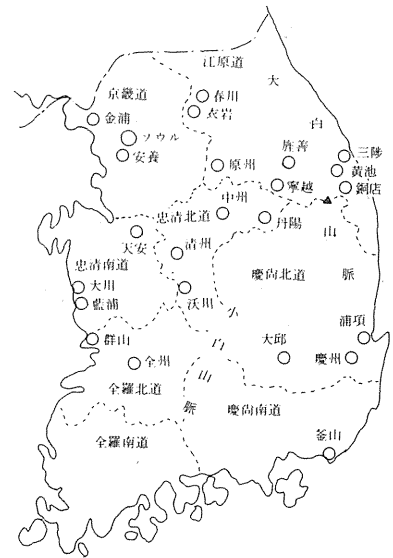 江原道
大
京畿道
春川
衣岩
白
金浦
ソウル
安養
旌善
三陟
黄池
銅店
原州
寧越
中州
忠清北道
丹陽
山
天安
清州
忠清南道
慶尚北道
脈
大川
藍浦
沃川
小
浦項
群山
白
大邱
慶州
全州
山
全羅北道
脈
慶尚南道
全羅南道
釜山